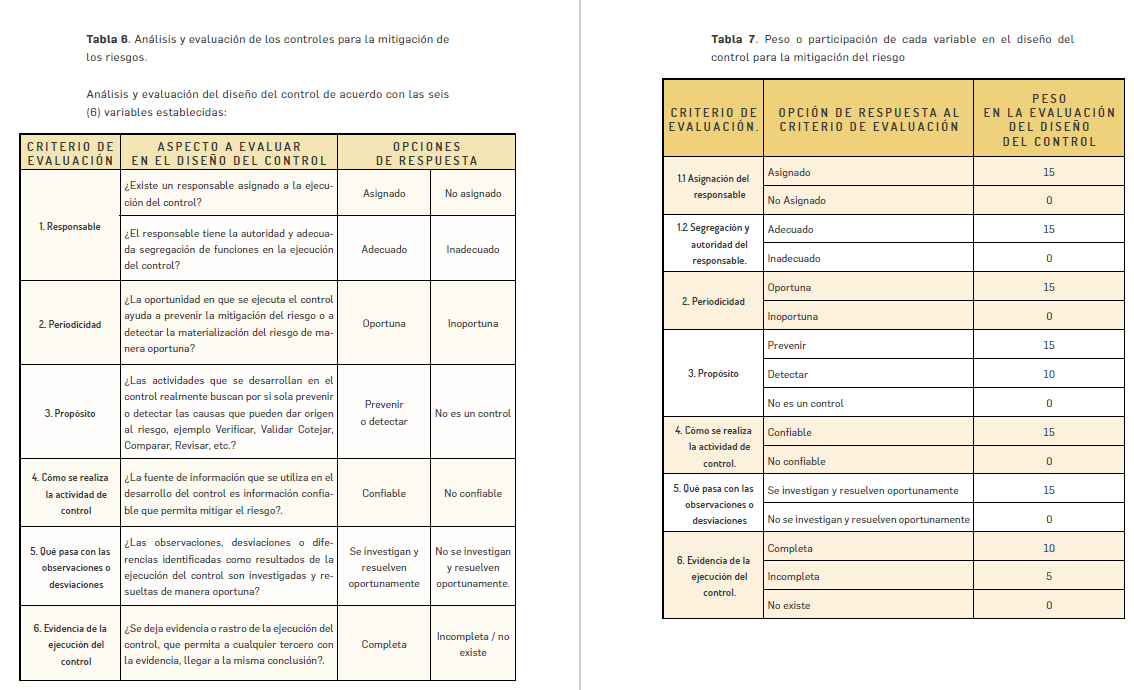 Tabla 6. Análisis y evaluación de los controles para la mitigación de
los riesgos.
Análisis y evaluación del diseño del control de acuerdo con las seis
(6) variables establecidas:
CRITERIO DE
EVALUACIÓN
ASPECTO A EVALUAR
EN EL DISEÑO DEL CONTROL
OPCIONES
DE RESPUESTA
1. Responsable
¿Existe un responsable asignado a la ejecu-
ción del control?
Asignado
No asignado
¿El responsable tiene la autoridad y adecua-
da segregación de funciones en la ejecución
del control?
Adecuado
Inadecuado
2. Periodicidad
¿La oportunidad en que se ejecuta el control
ayuda a prevenir la mitigación del riesgo o a
detectar la materialización del riesgo de ma-
nera oportuna?
Oportuna
Inoportuna
3. Propósito
¿Las actividades que se desarrollan en el
control realmente buscan por si sola prevenir
o detectar las causas que pueden dar origen
al riesgo, ejemplo Verificar, Validar Cotejar,
Comparar, Revisar, etc.?
Prevenir
o detectar
No es un control
4. Cómo se realiza
la actividad de
control
¿La fuente de información que se utiliza en el
desarrollo del control es información confia-
ble que permita mitigar el riesgo?.
Confiable
No confiable
5. Qué pasa con las
observaciones o
desviaciones
¿Las observaciones, desviaciones o dife-
rencias identificadas como resultados de la
ejecución del control son investigadas y re-
sueltas de manera oportuna?
Se investigan y
resuelven
oportunamente
No se investigan
y resuelven
oportunamente.
6. Evidencia de la
ejecución del
control
¿Se deja evidencia o rastro de la ejecución del
control, que permita a cualquier tercero con
la evidencia, llegar a la misma conclusión?.
Completa
Incompleta / no
existe
Tabla 7. Peso o participación de cada variable en el diseño del
control para la mitigación del riesgo
CRITERIO DE
EVALUACIÓN.
OPCIÓN DE RESPUESTA AL
CRITERIO DE EVALUACIÓN
PESO
EN LA EVALUACIÓN
DEL DISEÑO
DEL CONTROL
1.1 Asignación del
responsable
Asignado
15
No Asignado
0
1.2 Segregación y
autoridad del
responsable.
Adecuado
15
Inadecuado
0
2. Periodicidad
Oportuna
15
Inoportuna
0
3. Propósito
Prevenir
15
Detectar
10
No es un control
0
4. Cómo se realiza
la actividad de
control.
Confiable
15
No confiable
0
5. Qué pasa con las
observaciones o
desviaciones
Se investigan y resuelven oportunamente
15
No se investigan y resuelven oportunamente
0
6. Evidencia de la
ejecución del
control.
Completa
10
Incompleta
5
No existe
0